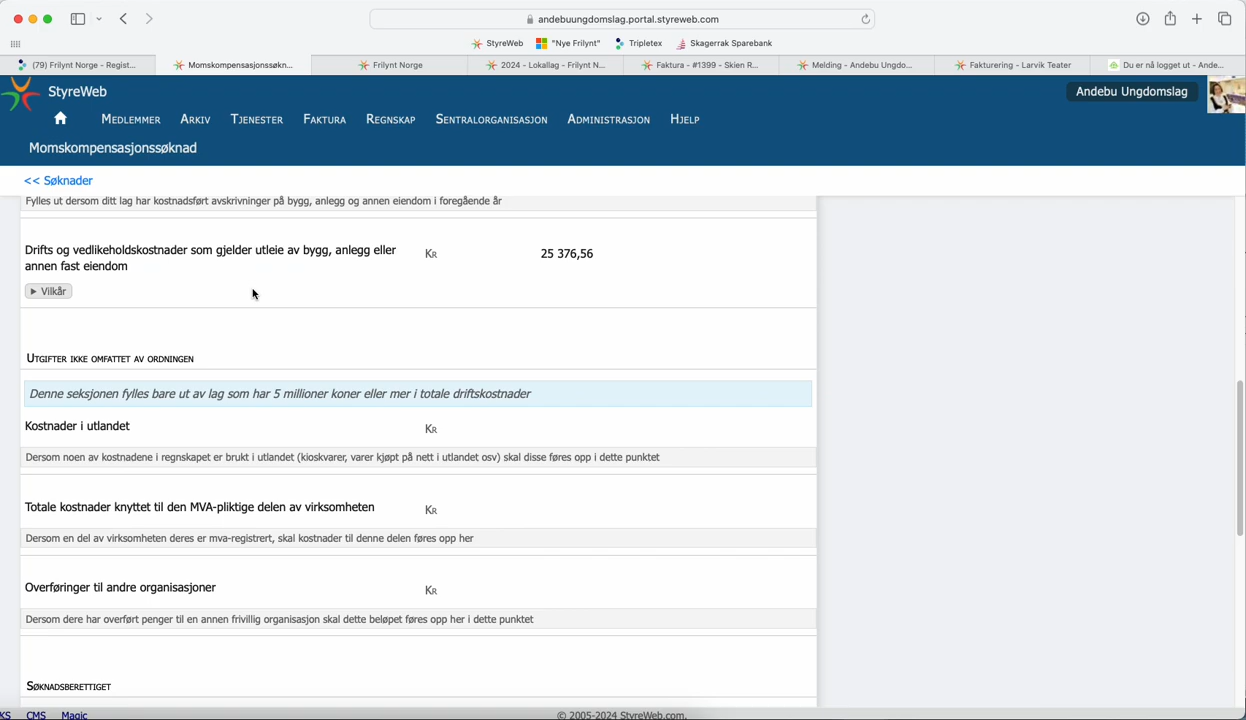 andebuungdomslag.portal.styreweb.com
StyreWeb
"Nye Frilynt"
Tripletex
Skagerrak Sparebank
(79) Frilynt Norge - Regist...
Momskompensasjonssøkn...
Frilynt Norge
2024 - Lokallag - Frilynt N...
Faktura - #1399 - Skien R...
Melding - Andebu Ungdo...
Fakturering - Larvik Teater
Du er nå logget ut - Ande...
StyreWeb
Andebu Ungdomslag
Medlemmer
Arkiv
Tjenester
Faktura
Regnskap
Sentralorganisasjon
Administrasjon
Hjelp
Momskompensasjonssøknad
<< Søknader
Fylles ut dersom ditt lag har kostnadsført avskrivninger på bygg, anlegg og annen eiendom i foregående år
Drifts og vedlikeholdskostnader som gjelder utleie av bygg, anlegg eller
annen fast eiendom
Kr 25 376,56
Vilkår
Utgifter ikke omfattet av ordningen
Denne seksjonen fylles bare ut av lag som har 5 millioner koner eller mer i totale driftskostnader
Kostnader i utlandet Kr
Dersom noen av kostnadene i regnskapet er brukt i utlandet (kioskvarer, varer kjøpt på nett i utlandet osv) skal disse føres opp i dette punktet
Totale kostnader knyttet til den MVA-pliktige delen av virksomheten Kr
Dersom en del av virksomheten deres er mva-registrert, skal kostnader til denne delen føres opp her
Overføringer til andre organisasjoner Kr
Dersom dere har overført penger til en annen frivillig organisasjon skal dette beløpet føres opp her i dette punktet
Søknadsberettiget
KS CMS Magic
© 2005-2024 StyreWeb.com.